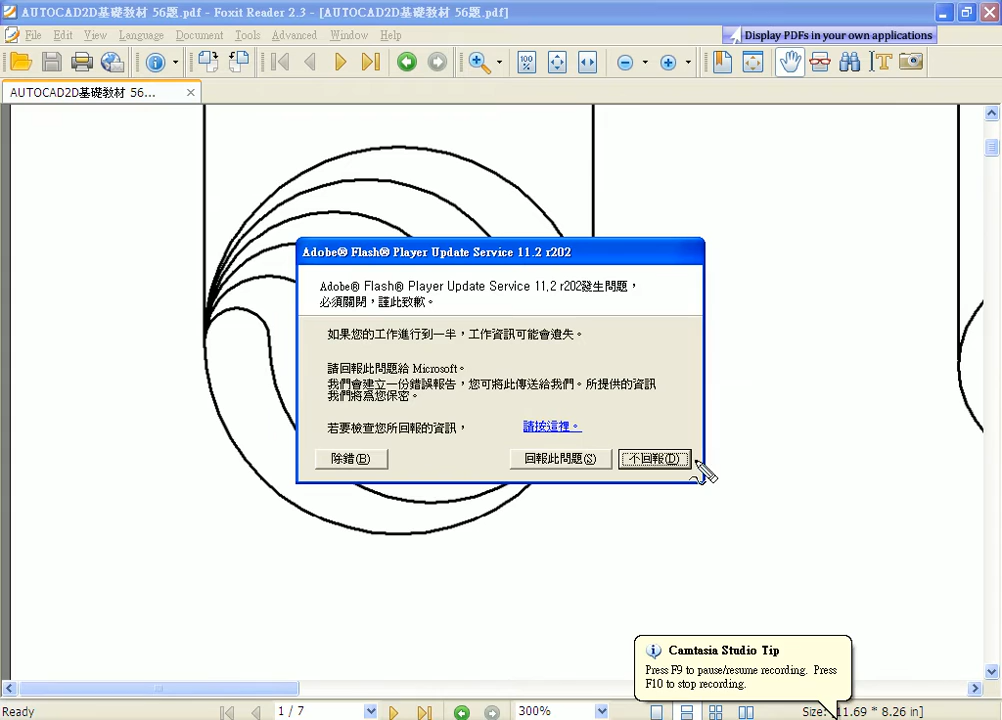 AUTOCAD2D基礎教材 56題.pdf - Foxit Reader 2.3 - [AUTOCAD2D基礎教材 56題.pdf]
File Edit View Language Document Tools Advanced Window Help
Display PDFs in your own applications
AUTOCAD2D基礎教材 56...
Adobe® Flash® Player Update Service 11.2 r202
Adobe® Flash® Player Update Service 11.2 r202發生問題，
必須關閉，謹此致歉。
如果您的工作進行到一半，工作資訊可能會遺失。
請回報此問題給 Microsoft。
我們會建立一份錯誤報告，您可將此傳送給我們。所提供的資訊
我們將為您保密。
若要檢查您所回報的資訊， 請按這裡。
除錯(B) 回報此問題(S) 不回報(D)
Camtasia Studio Tip
Press F9 to pause/resume recording. Press
F10 to stop recording.
Ready 1 / 7 300% Size: 11.69 * 8.26 in]